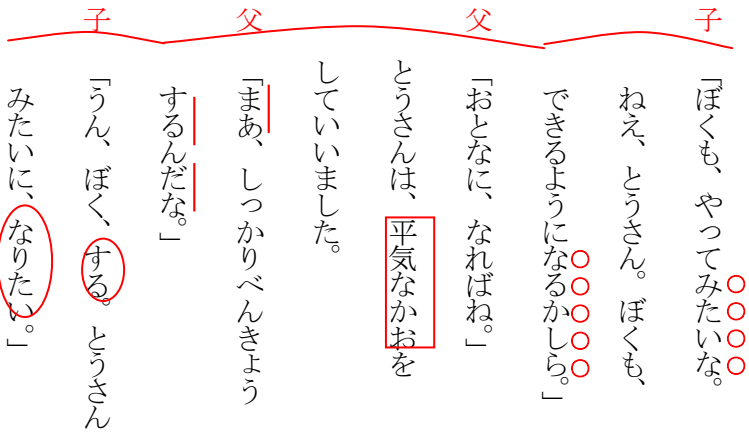 子
父
父
子
「ぼくも、やってみたいな。
ねえ、とうさん。ぼくも、
できるようになるかしら。」
「おとなに、なればね。」
とうさんは、平気なかおを
していいました。
「まあ、しっかりべんきょう
するんだな。」
「うん、ぼく、する。とうさん
みたいに、なりたい。」